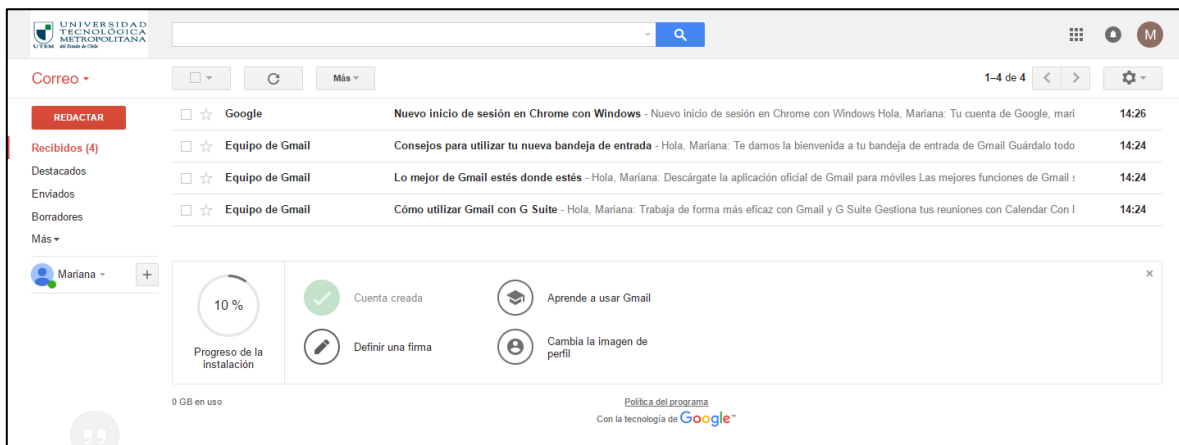 UNIVERSIDAD
TECNOLÓGICA
METROPOLITANA
UTEM del Estado de Chile
M
Correo
Más
1–4 de 4
REDACTAR
Google Nuevo inicio de sesión en Chrome con Windows - Nuevo inicio de sesión en Chrome con Windows Hola, Mariana: Tu cuenta de Google, mari 14:26
Recibidos (4)
Equipo de Gmail Consejos para utilizar tu nueva bandeja de entrada - Hola, Mariana: Te damos la bienvenida a tu bandeja de entrada de Gmail Guárdalo todo 14:24
Destacados
Equipo de Gmail Lo mejor de Gmail estés donde estés - Hola, Mariana: Descárgate la aplicación oficial de Gmail para móviles Las mejores funciones de Gmail 14:24
Enviados
Borradores
Equipo de Gmail Cómo utilizar Gmail con G Suite - Hola, Mariana: Trabaja de forma más eficaz con Gmail y G Suite Gestiona tus reuniones con Calendar Con 14:24
Más
Mariana
10 %
Progreso de la
instalación
Cuenta creada
Aprende a usar Gmail
Definir una firma
Cambia la imagen de
perfil
0 GB en uso
Política del programa
Con la tecnología de Google™